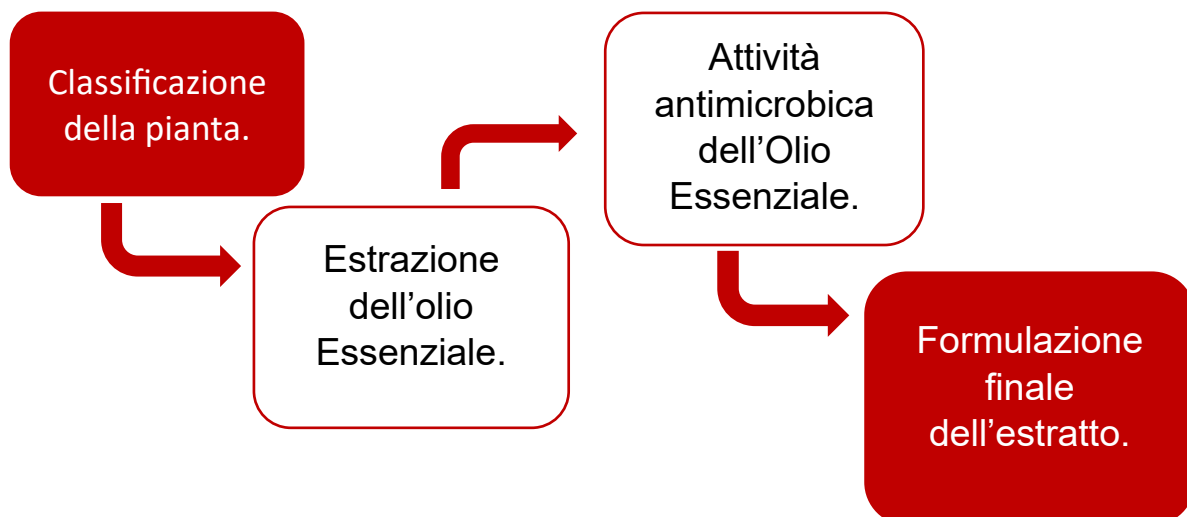 Classificazione
della pianta.
Estrazione
dell’olio
Essenziale.
Attività
antimicrobica
dell’Olio
Essenziale.
Formulazione
finale
dell’estratto.